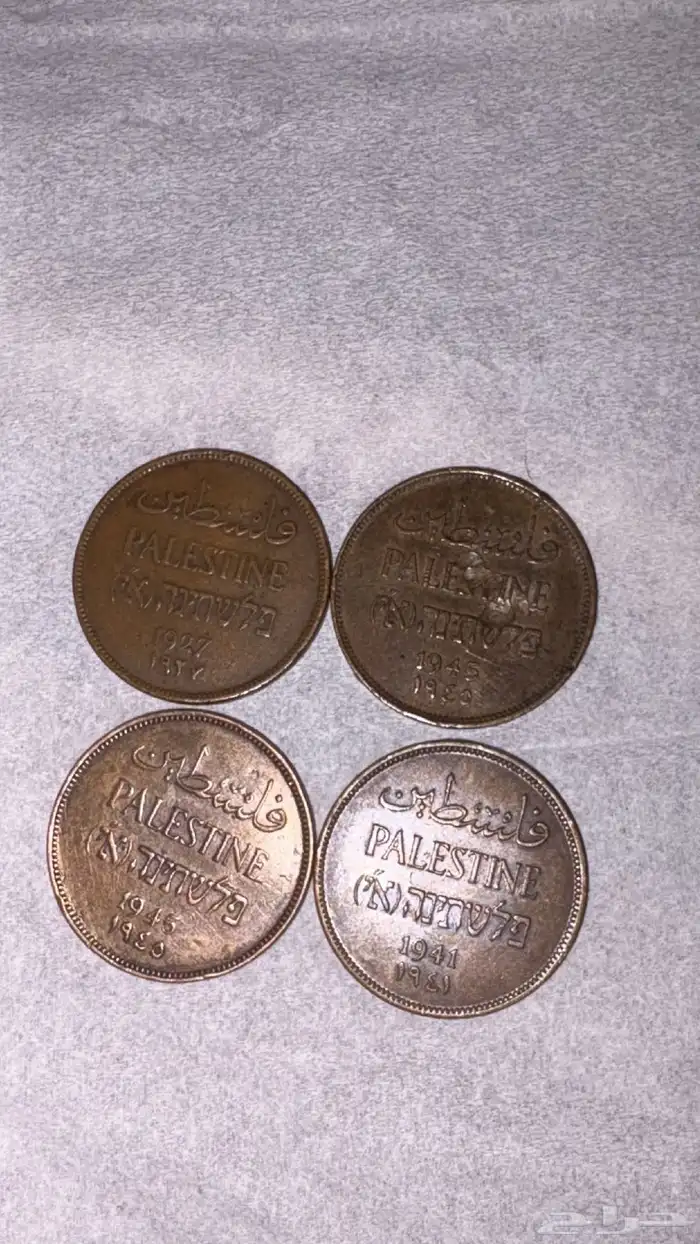 فلسطين
PALESTINE
פלשתינה (א״י)
1927
١٩٢٧
فلسطين
PALESTINE
פלשתינה (א״י)
1945
١٩٤٥
فلسطين
PALESTINE
פלשתינה (א״י)
1945
١٩٤٥
فلسطين
PALESTINE
פלשתינה (א״י)
1941
١٩٤١
حراج